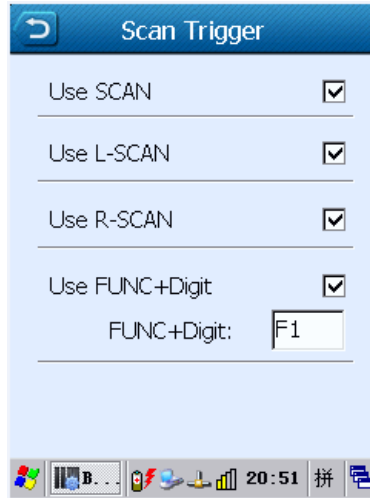 Scan Trigger
Use SCAN
Use L-SCAN
Use R-SCAN
Use FUNC+Digit
FUNC+Digit: F1
B... 20:51 拼